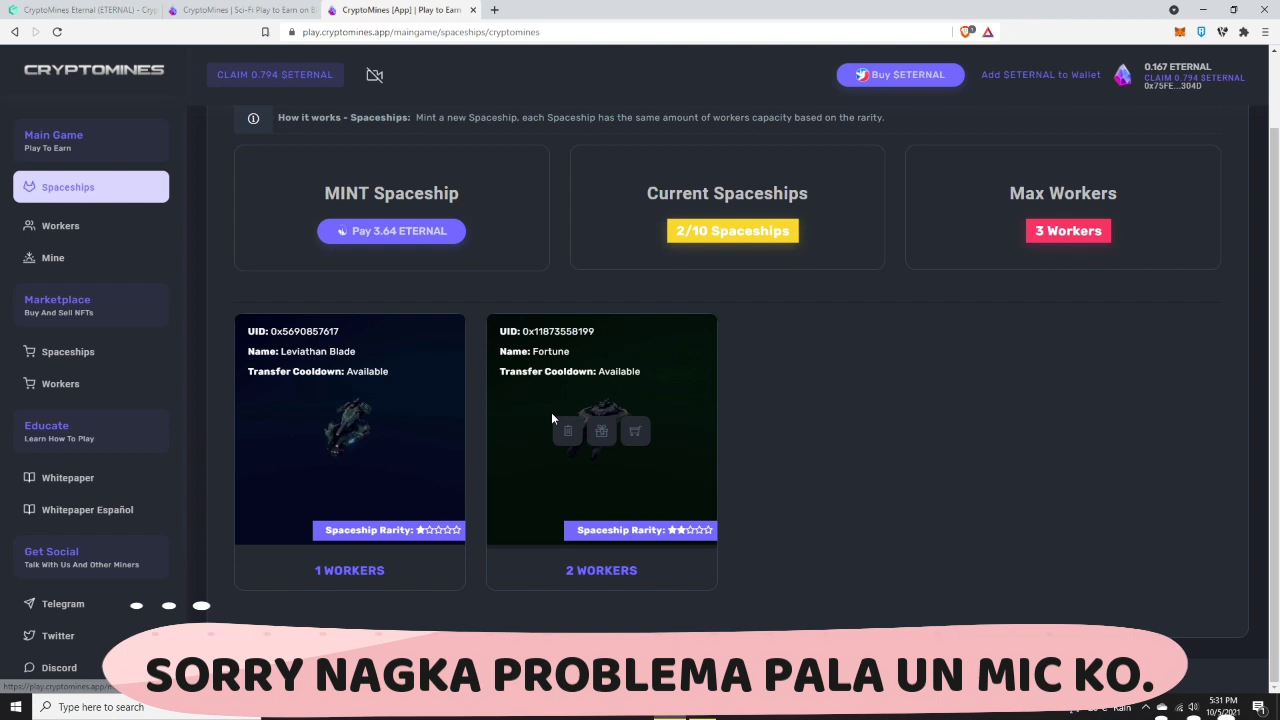 CryptoMines Eternal (ETERNAL) - Cryp
CryptoMines | Sci-Fi Play to Earn on B
CryptoMines [App] | Play to Earn
play.cryptomines.app/maingame/spaceships/cryptomines
CRYPTOMINES
CLAIM 0.794 $ETERNAL
Buy $ETERNAL
Add $ETERNAL to Wallet
0.167 ETERNAL
CLAIM 0.794 $ETERNAL
0x75FE...304D
Main Game
Play To Earn
Spaceships
Workers
Mine
Marketplace
Buy And Sell NFTs
Spaceships
Workers
Educate
Learn How To Play
Whitepaper
Whitepaper Español
Get Social
Talk With Us And Other Miners
Telegram
Twitter
Discord
How it works - Spaceships: Mint a new Spaceship, each Spaceship has the same amount of workers capacity based on the rarity.
MINT Spaceship
Pay 3.64 ETERNAL
Current Spaceships
2/10 Spaceships
Max Workers
3 Workers
UID: 0x5690857617
Name: Leviathan Blade
Transfer Cooldown: Available
Spaceship Rarity:
1 WORKERS
UID: 0x11873558199
Name: Fortune
Transfer Cooldown: Available
Spaceship Rarity:
2 WORKERS
SORRY NAGKA PROBLEMA PALA UN MIC KO.
Type here to search
Rain
5:31 PM
10/5/2021